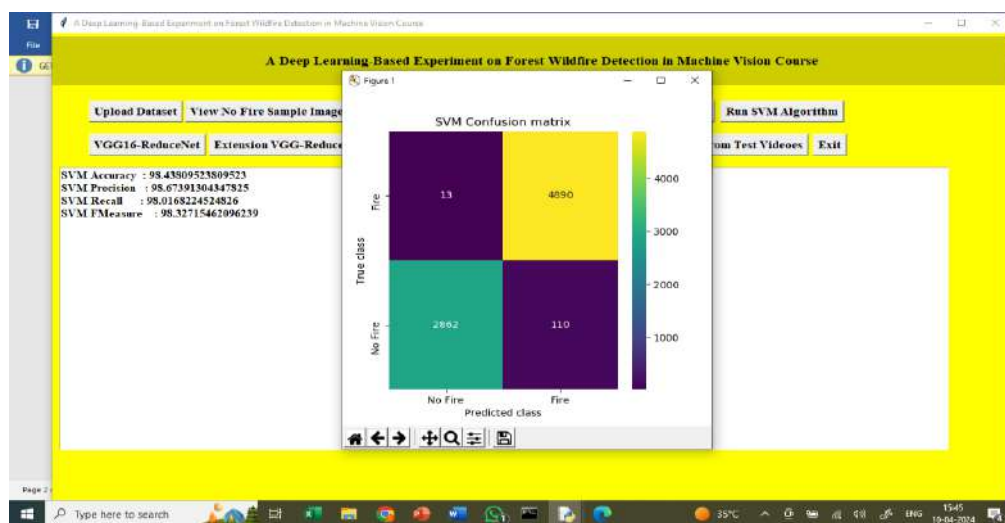 A Deep Learning-Based Experiment on Forest Wildfire Detection in Machine Vision Course
File
GE
A Deep Learning-Based Experiment on Forest Wildfire Detection in Machine Vision Course
Figure 1
Upload Dataset View No Fire Sample Image Run SVM Algorithm
VGG16-ReduceNet Extension VGG-Reduce om Test Videoes Exit
SVM Accuracy : 98.43809523809523
SVM Precision : 98.67391304347825
SVM Recall : 98.0168224524826
SVM FMeasure : 98.32715462096239
SVM Confusion matrix
Fire
13
4890
No Fire
2862
110
True class
No Fire
Fire
Predicted class
4000
3000
2000
1000
Page 2
Type here to search
35°C
ENG
15:45
10-04-2024